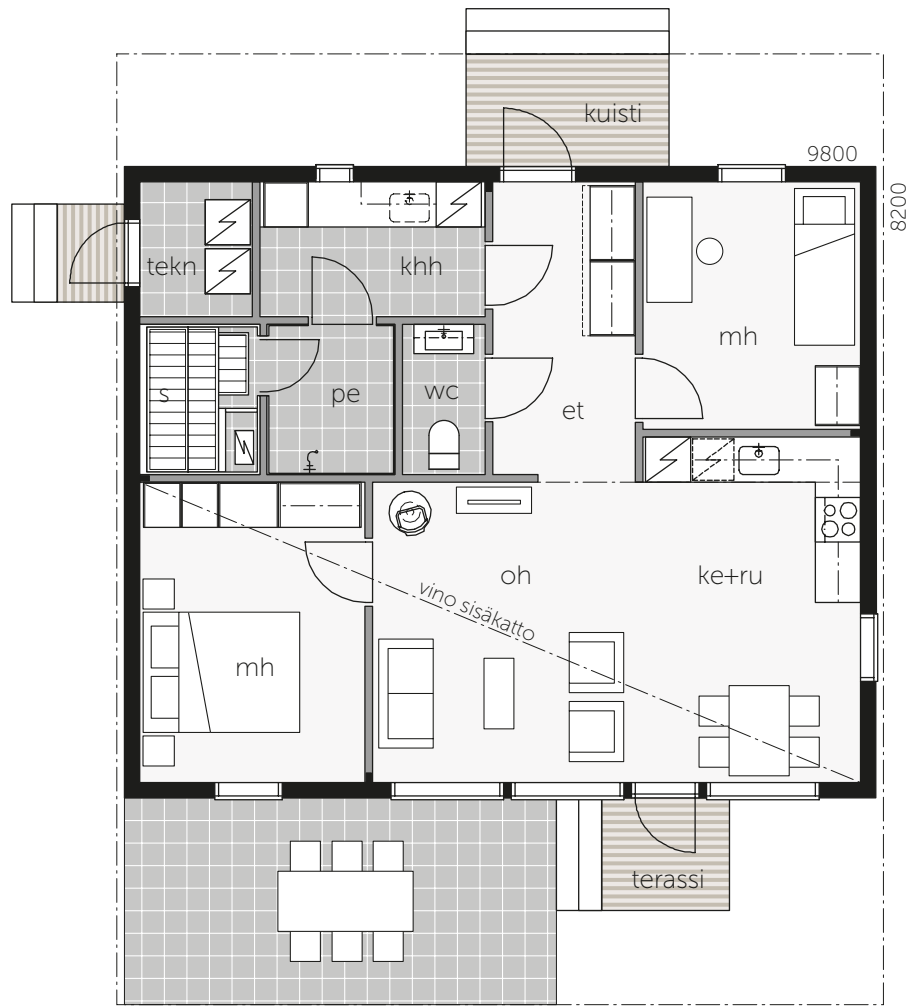 kuisti
9800
8200
tekn
khh
mh
s
pe
wc
et
oh
ke+ru
vino sisäkatto
mh
terassi